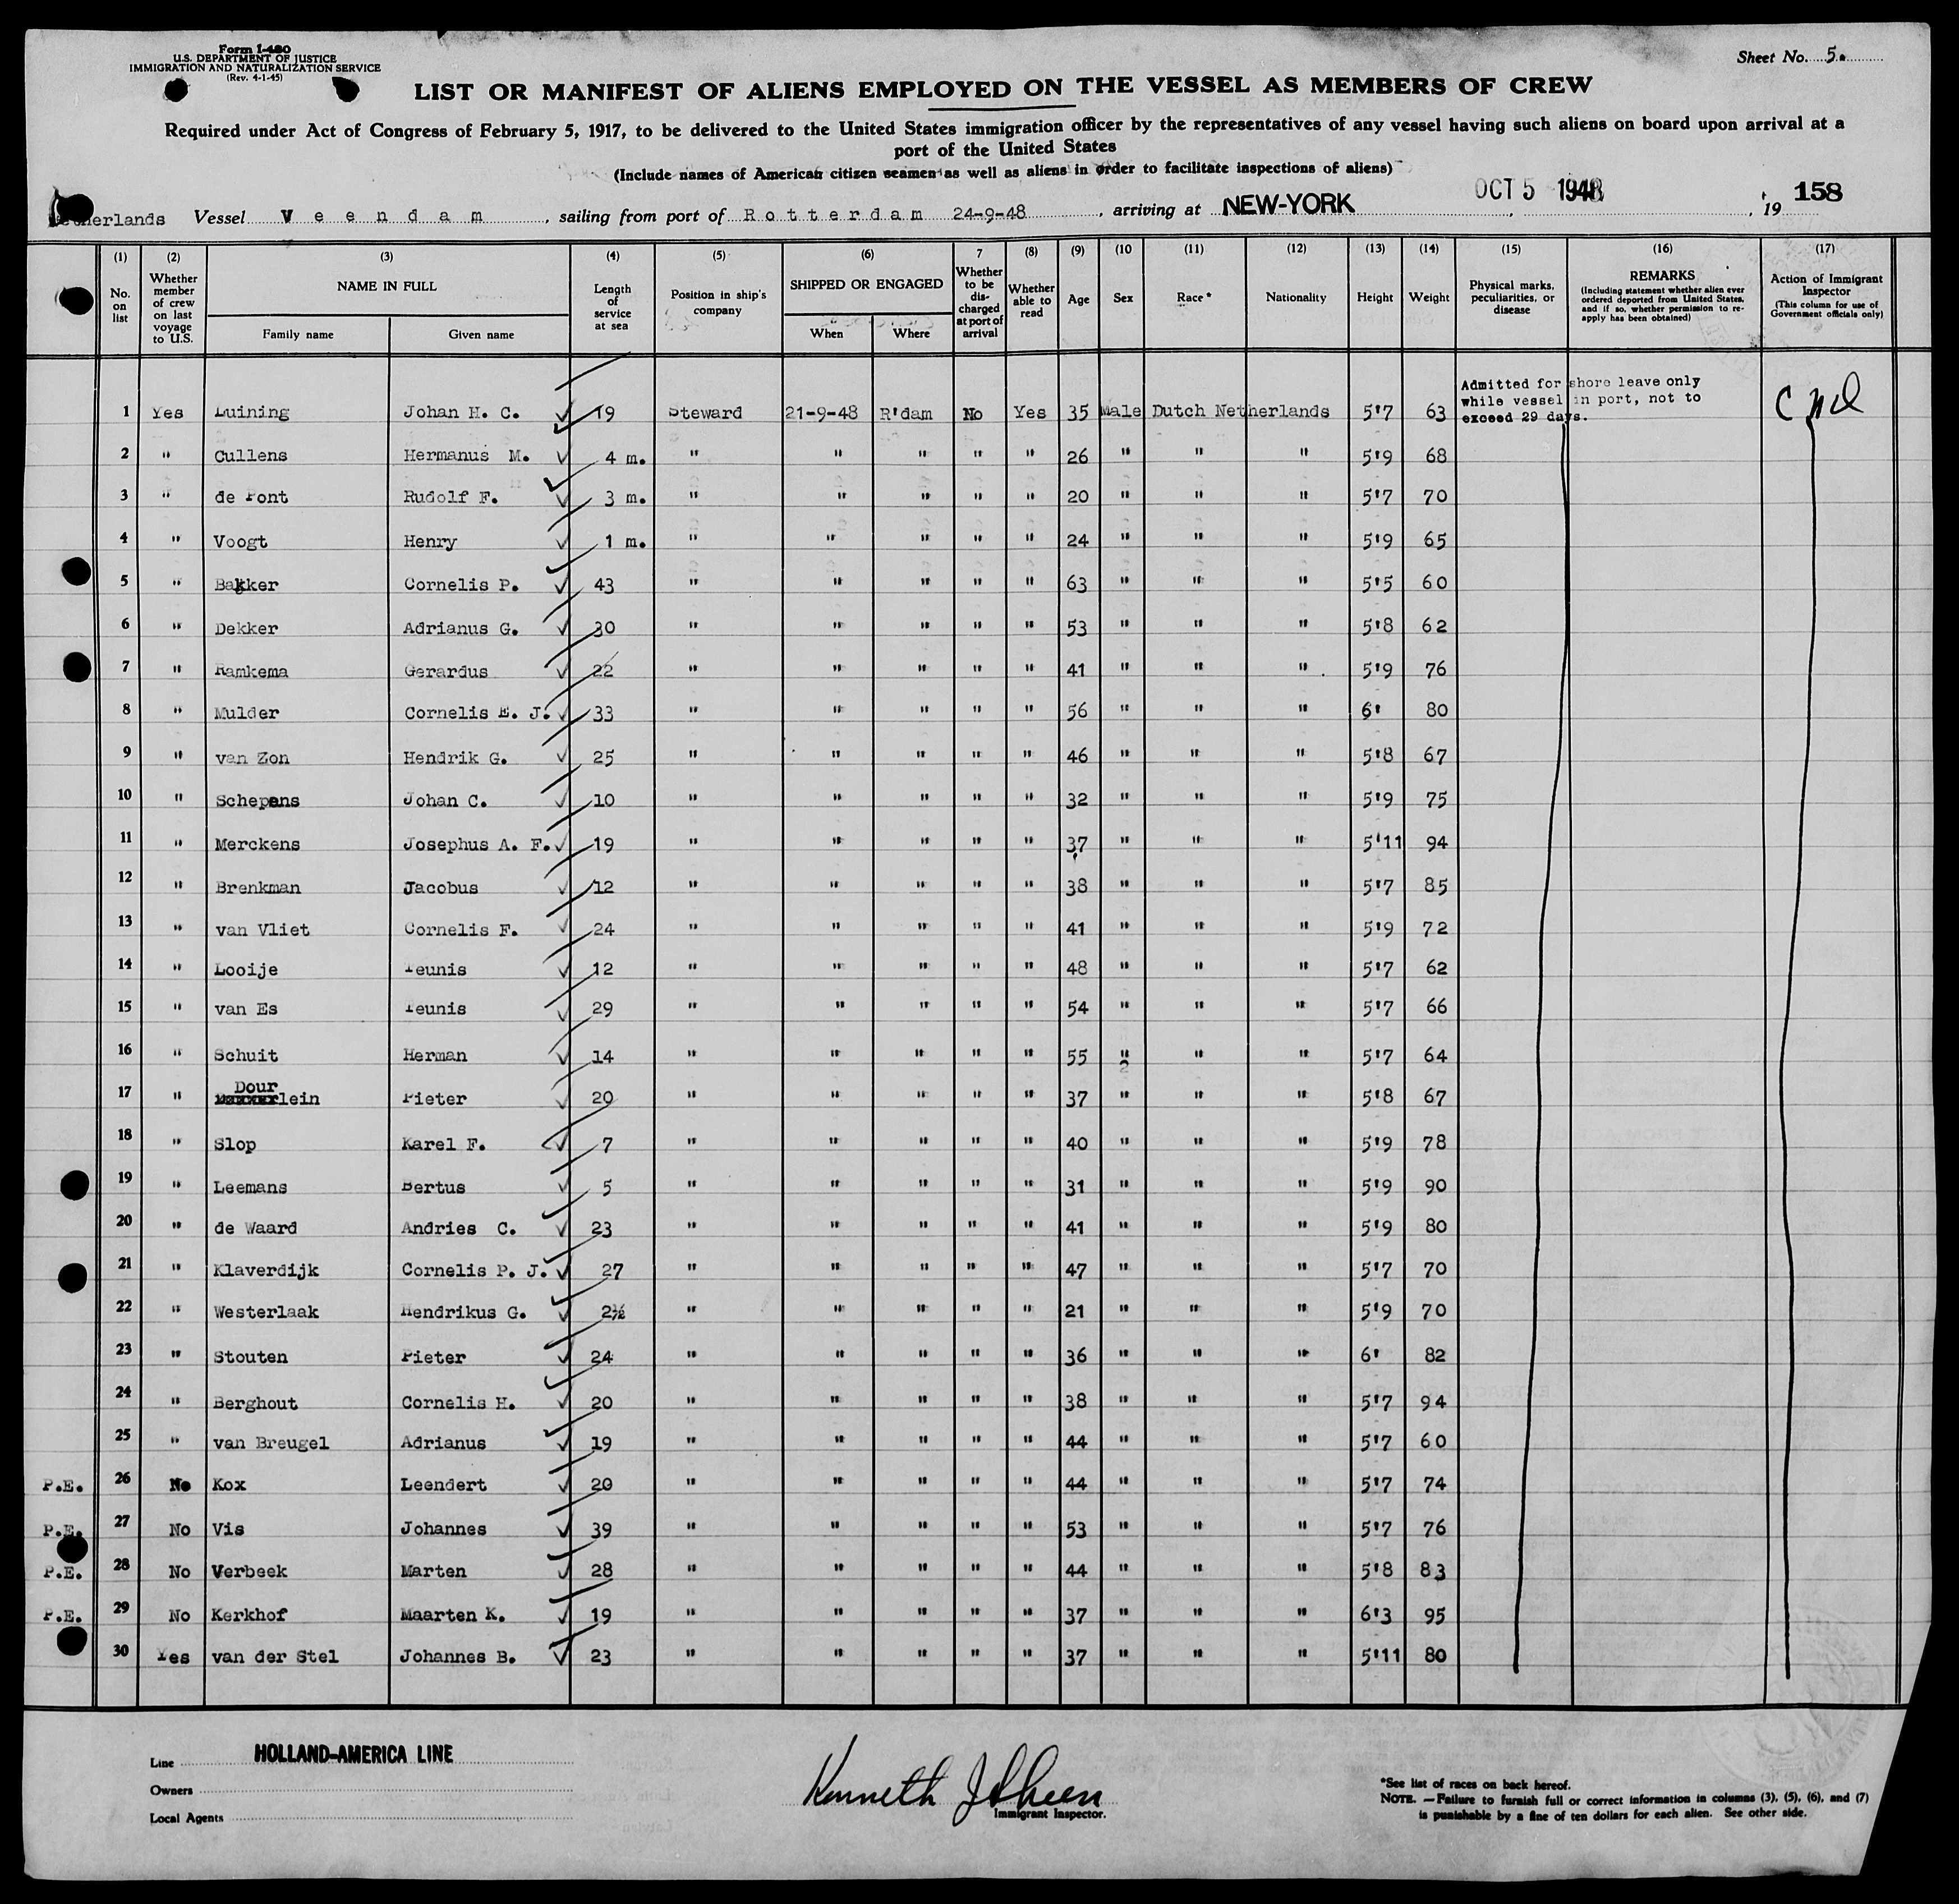 Form I-480
U.S. DEPARTMENT OF JUSTICE
IMMIGRATION AND NATURALIZATION SERVICE
(Rev. 4-1-45)
Sheet No. 5.
LIST OR MANIFEST OF ALIENS EMPLOYED ON THE VESSEL AS MEMBERS OF CREW
Required under Act of Congress of February 5, 1917, to be delivered to the United States immigration officer by the representatives of any vessel having such aliens on board upon arrival at a
port of the United States
(Include names of American citizen seamen as well as aliens in order to facilitate inspections of aliens)
Netherlands Vessel Veendam, sailing from port of Rotterdam 24-9-48, arriving at NEW-YORK OCT 5 1948, 19 158
(1) (2) (3) (4) (5) (6) 7 (8) (9) (10 (11) (12) (13) (14) (15) (16) (17)
No. on list
Whether member of crew on last voyage to U.S.
NAME IN FULL
Family name Given name
Length of service at sea
Position in ship's company
SHIPPED OR ENGAGED
When Where
Whether to be discharged at port of arrival
Whether able to read
Age Sex Race* Nationality Height Weight
Physical marks, peculiarities, or disease
REMARKS
(Including statement whether alien ever ordered deported from United States, and if so, whether permission to re-apply has been obtained)
Action of Immigrant Inspector
(This column for use of Government officials only)
Admitted for shore leave only
while vessel in port, not to
exceed 29 days.
1 Yes Luining Johan H. C. 19 Steward 21-9-48 R'dam No Yes 35 Male Dutch Netherlands 5'7 63
2 " Cullens Hermanus M. 4 m. " " " " " 26 " " " 5'9 68
3 " de Pont Rudolf F. 3 m. " " " " " 20 " " " 5'7 70
4 " Voogt Henry 1 m. " " " " " 24 " " " 5'9 65
5 " Bakker Cornelis P. 43 " " " " " 63 " " " 5'5 60
6 " Dekker Adrianus G. 30 " " " " " 53 " " " 5'8 62
7 " Ramkema Gerardus 22 " " " " " 41 " " " 5'9 76
8 " Mulder Cornelis E. J. 33 " " " " " 56 " " " 6' 80
9 " van Zon Hendrik G. 25 " " " " " 46 " " " 5'8 67
10 " Schepens Johan C. 10 " " " " " 32 " " " 5'9 75
11 " Merckens Josephus A. F. 19 " " " " " 37 " " " 5'11 94
12 " Brenkman Jacobus 12 " " " " " 38 " " " 5'7 85
13 " van Vliet Cornelis F. 24 " " " " " 41 " " " 5'9 72
14 " Looije Teunis 12 " " " " " 48 " " " 5'7 62
15 " van Es Teunis 29 " " " " " 54 " " " 5'7 66
16 " Schuit Herman 14 " " " " " 55 " " " 5'7 64
17 " Dourlein Pieter 20 " " " " " 37 " " " 5'8 67
18 " Slop Karel F. 7 " " " " " 40 " " " 5'9 78
19 " Leemans Bertus 5 " " " " " 31 " " " 5'9 90
20 " de Waard Andries C. 23 " " " " " 41 " " " 5'9 80
21 " Klaverdijk Cornelis P. J. 27 " " " " " 47 " " " 5'7 70
22 " Westerlaak Hendrikus G. 2½ " " " " " 21 " " " 5'9 70
23 " Stouten Pieter 24 " " " " " 36 " " " 6' 82
24 " Berghout Cornelis H. 20 " " " " " 38 " " " 5'7 94
25 " van Breugel Adrianus 19 " " " " " 44 " " " 5'7 60
P.E. 26 No Kox Leendert 20 " " " " " 44 " " " 5'7 74
P.E. 27 No Vis Johannes 39 " " " " " 53 " " " 5'7 76
P.E. 28 No Verbeek Marten 28 " " " " " 44 " " " 5'8 83
P.E. 29 No Kerkhof Maarten K. 19 " " " " " 37 " " " 6'3 95
30 Yes van der Stel Johannes B. 23 " " " " " 37 " " " 5'11 80
Line HOLLAND-AMERICA LINE
Owners
Local Agents
Kenneth J
Immigrant Inspector.
*See list of races on back hereof.
NOTE. —Failure to furnish full or correct information in columns (3), (5), (6), and (7)
is punishable by a fine of ten dollars for each alien. See other side.